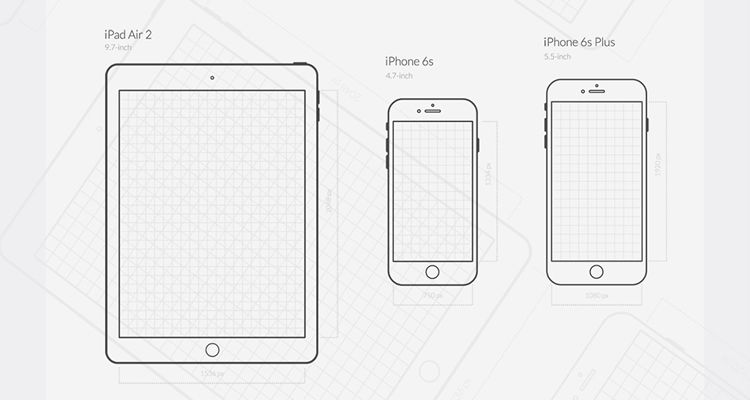 iPad Air 2
9.7-inch
2048 px
1536 px
iPhone 6s
4.7-inch
1334 px
750 px
iPhone 6s Plus
5.5-inch
1920 px
1080 px